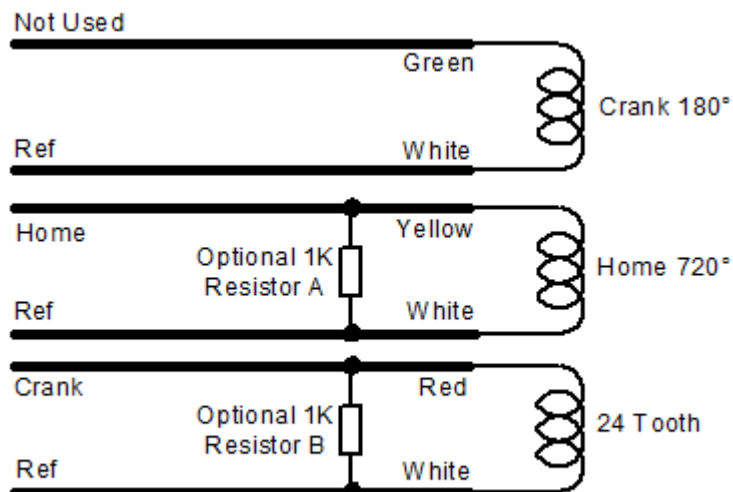 Not Used
Green
Crank 180°
Ref
White
Home
Yellow
Optional 1K
Resistor A
Home 720°
Ref
White
Crank
Red
Optional 1K
Resistor B
24 Tooth
Ref
White